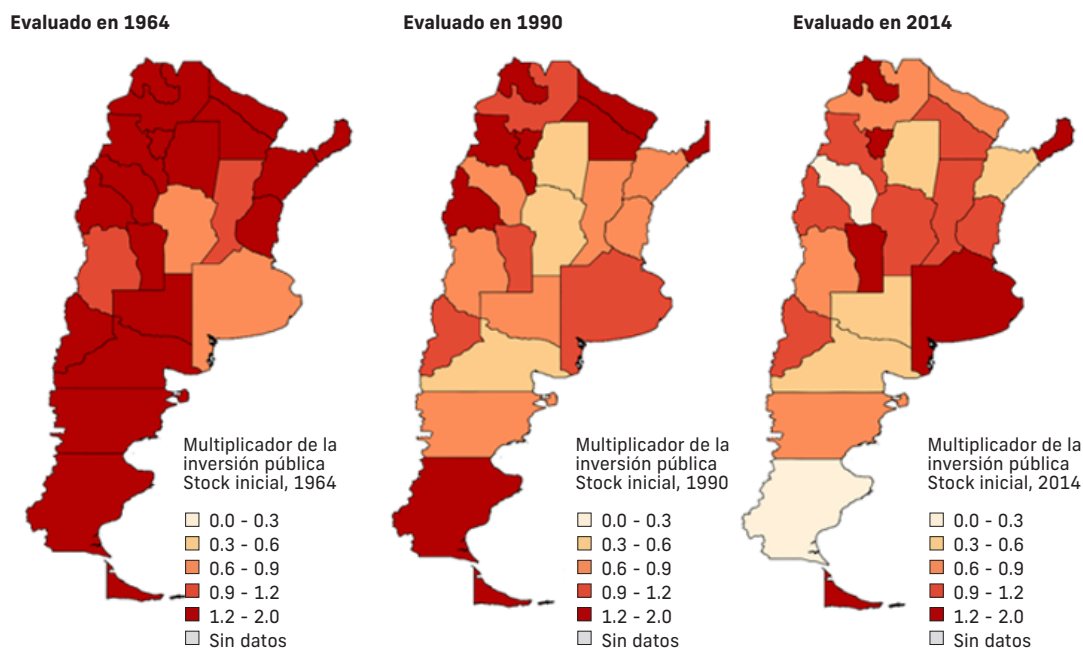 Evaluado en 1964
Evaluado en 1990
Evaluado en 2014
Multiplicador de la
inversión pública
Stock inicial, 1964
0.0 - 0.3
0.3 - 0.6
0.6 - 0.9
0.9 - 1.2
1.2 - 2.0
Sin datos
Multiplicador de la
inversión pública
Stock inicial, 1990
0.0 - 0.3
0.3 - 0.6
0.6 - 0.9
0.9 - 1.2
1.2 - 2.0
Sin datos
Multiplicador de la
inversión pública
Stock inicial, 2014
0.0 - 0.3
0.3 - 0.6
0.6 - 0.9
0.9 - 1.2
1.2 - 2.0
Sin datos